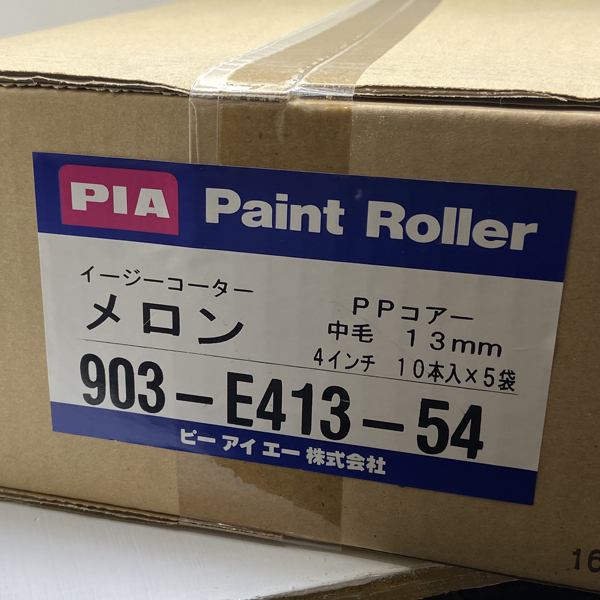 PIA Paint Roller
イージーコーター
メロン
PPコアー
中毛 13mm
4インチ 10本入×5袋
903-E413-54
ピー アイ エー 株式会社
16